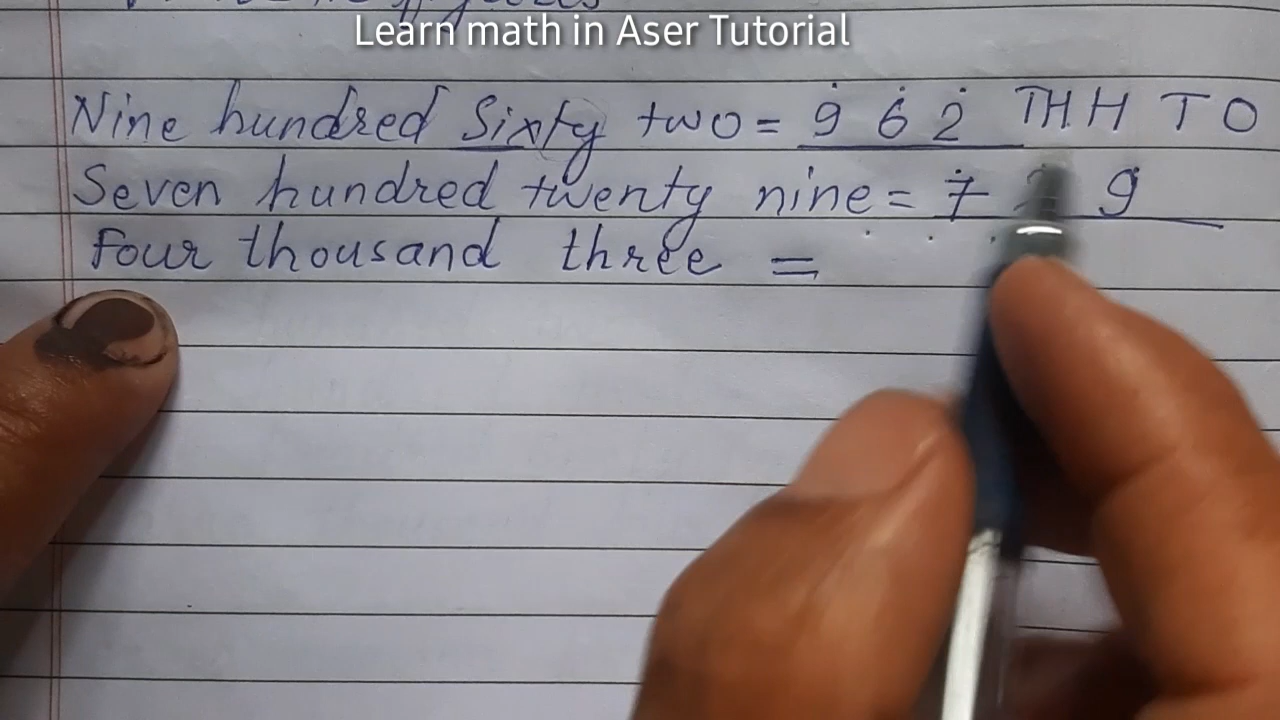 Learn math in Aser Tutorial
Nine hundred Sixty two = 9 6 2 TH H T O
Seven hundred twenty nine = 7 9
four thousand three =